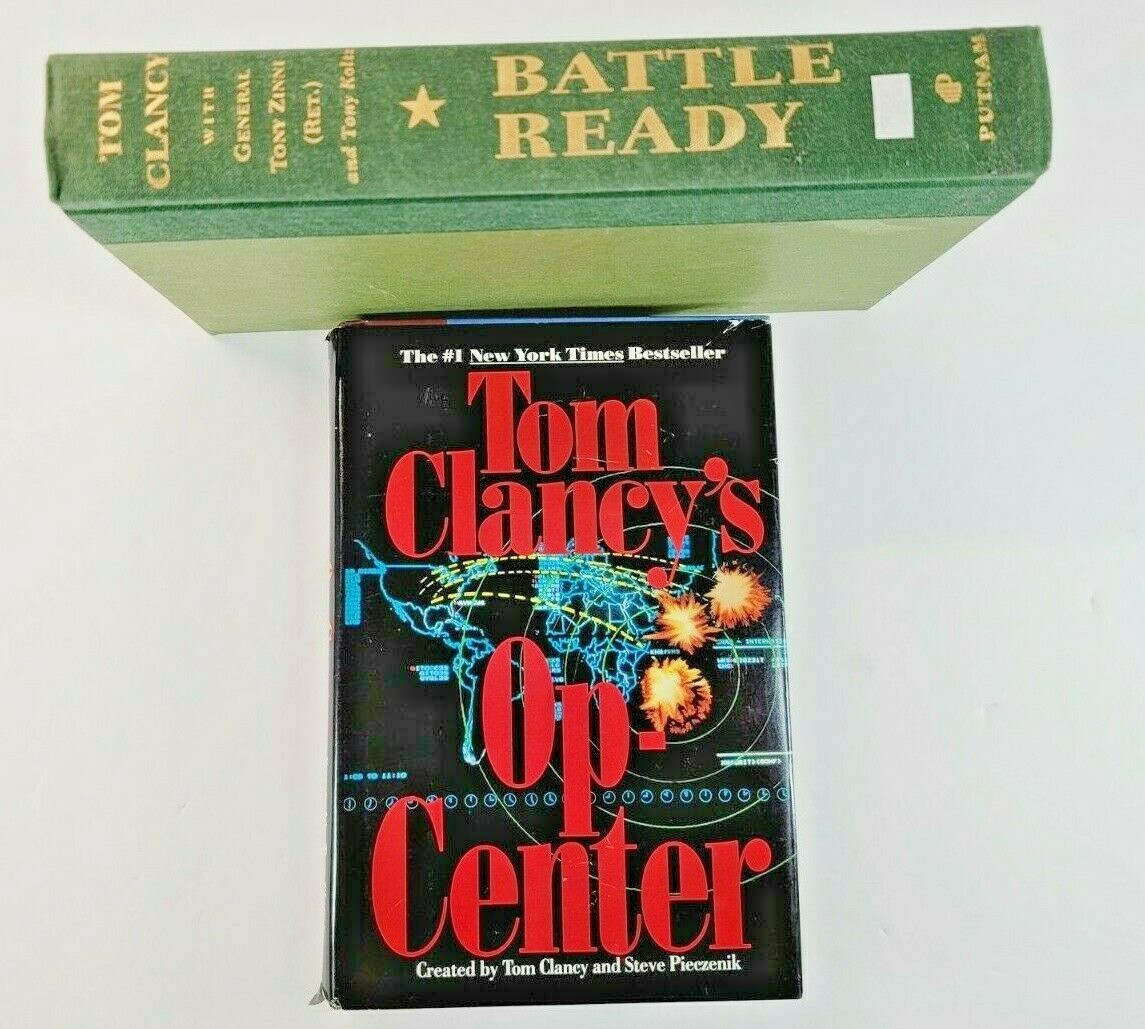 TOM
CLANCY
WITH
GENERAL
TONY ZINNI
(RET.)
and Tony Koltz
BATTLE
READY
PUTNAM
The #1 New York Times Bestseller
Tom
Clancy's
Op-
Center
Created by Tom Clancy and Steve Pieczenik